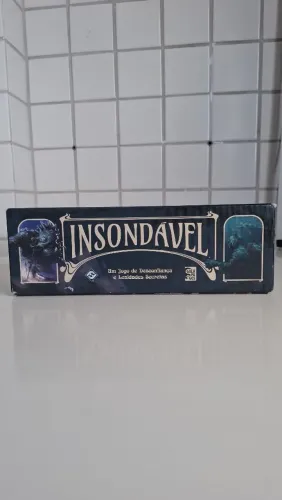 INSONDÁVEL
Um Jogo de Desconfiança
e Lealdades Secretas